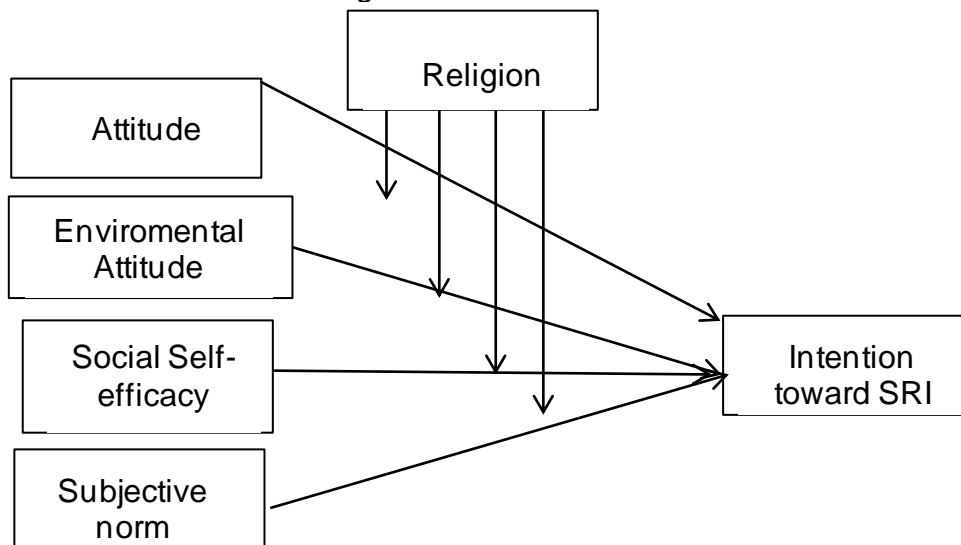 Religion
Attitude
Enviromental
Attitude
Social Self-
efficacy
Intention
toward SRI
Subjective
norm